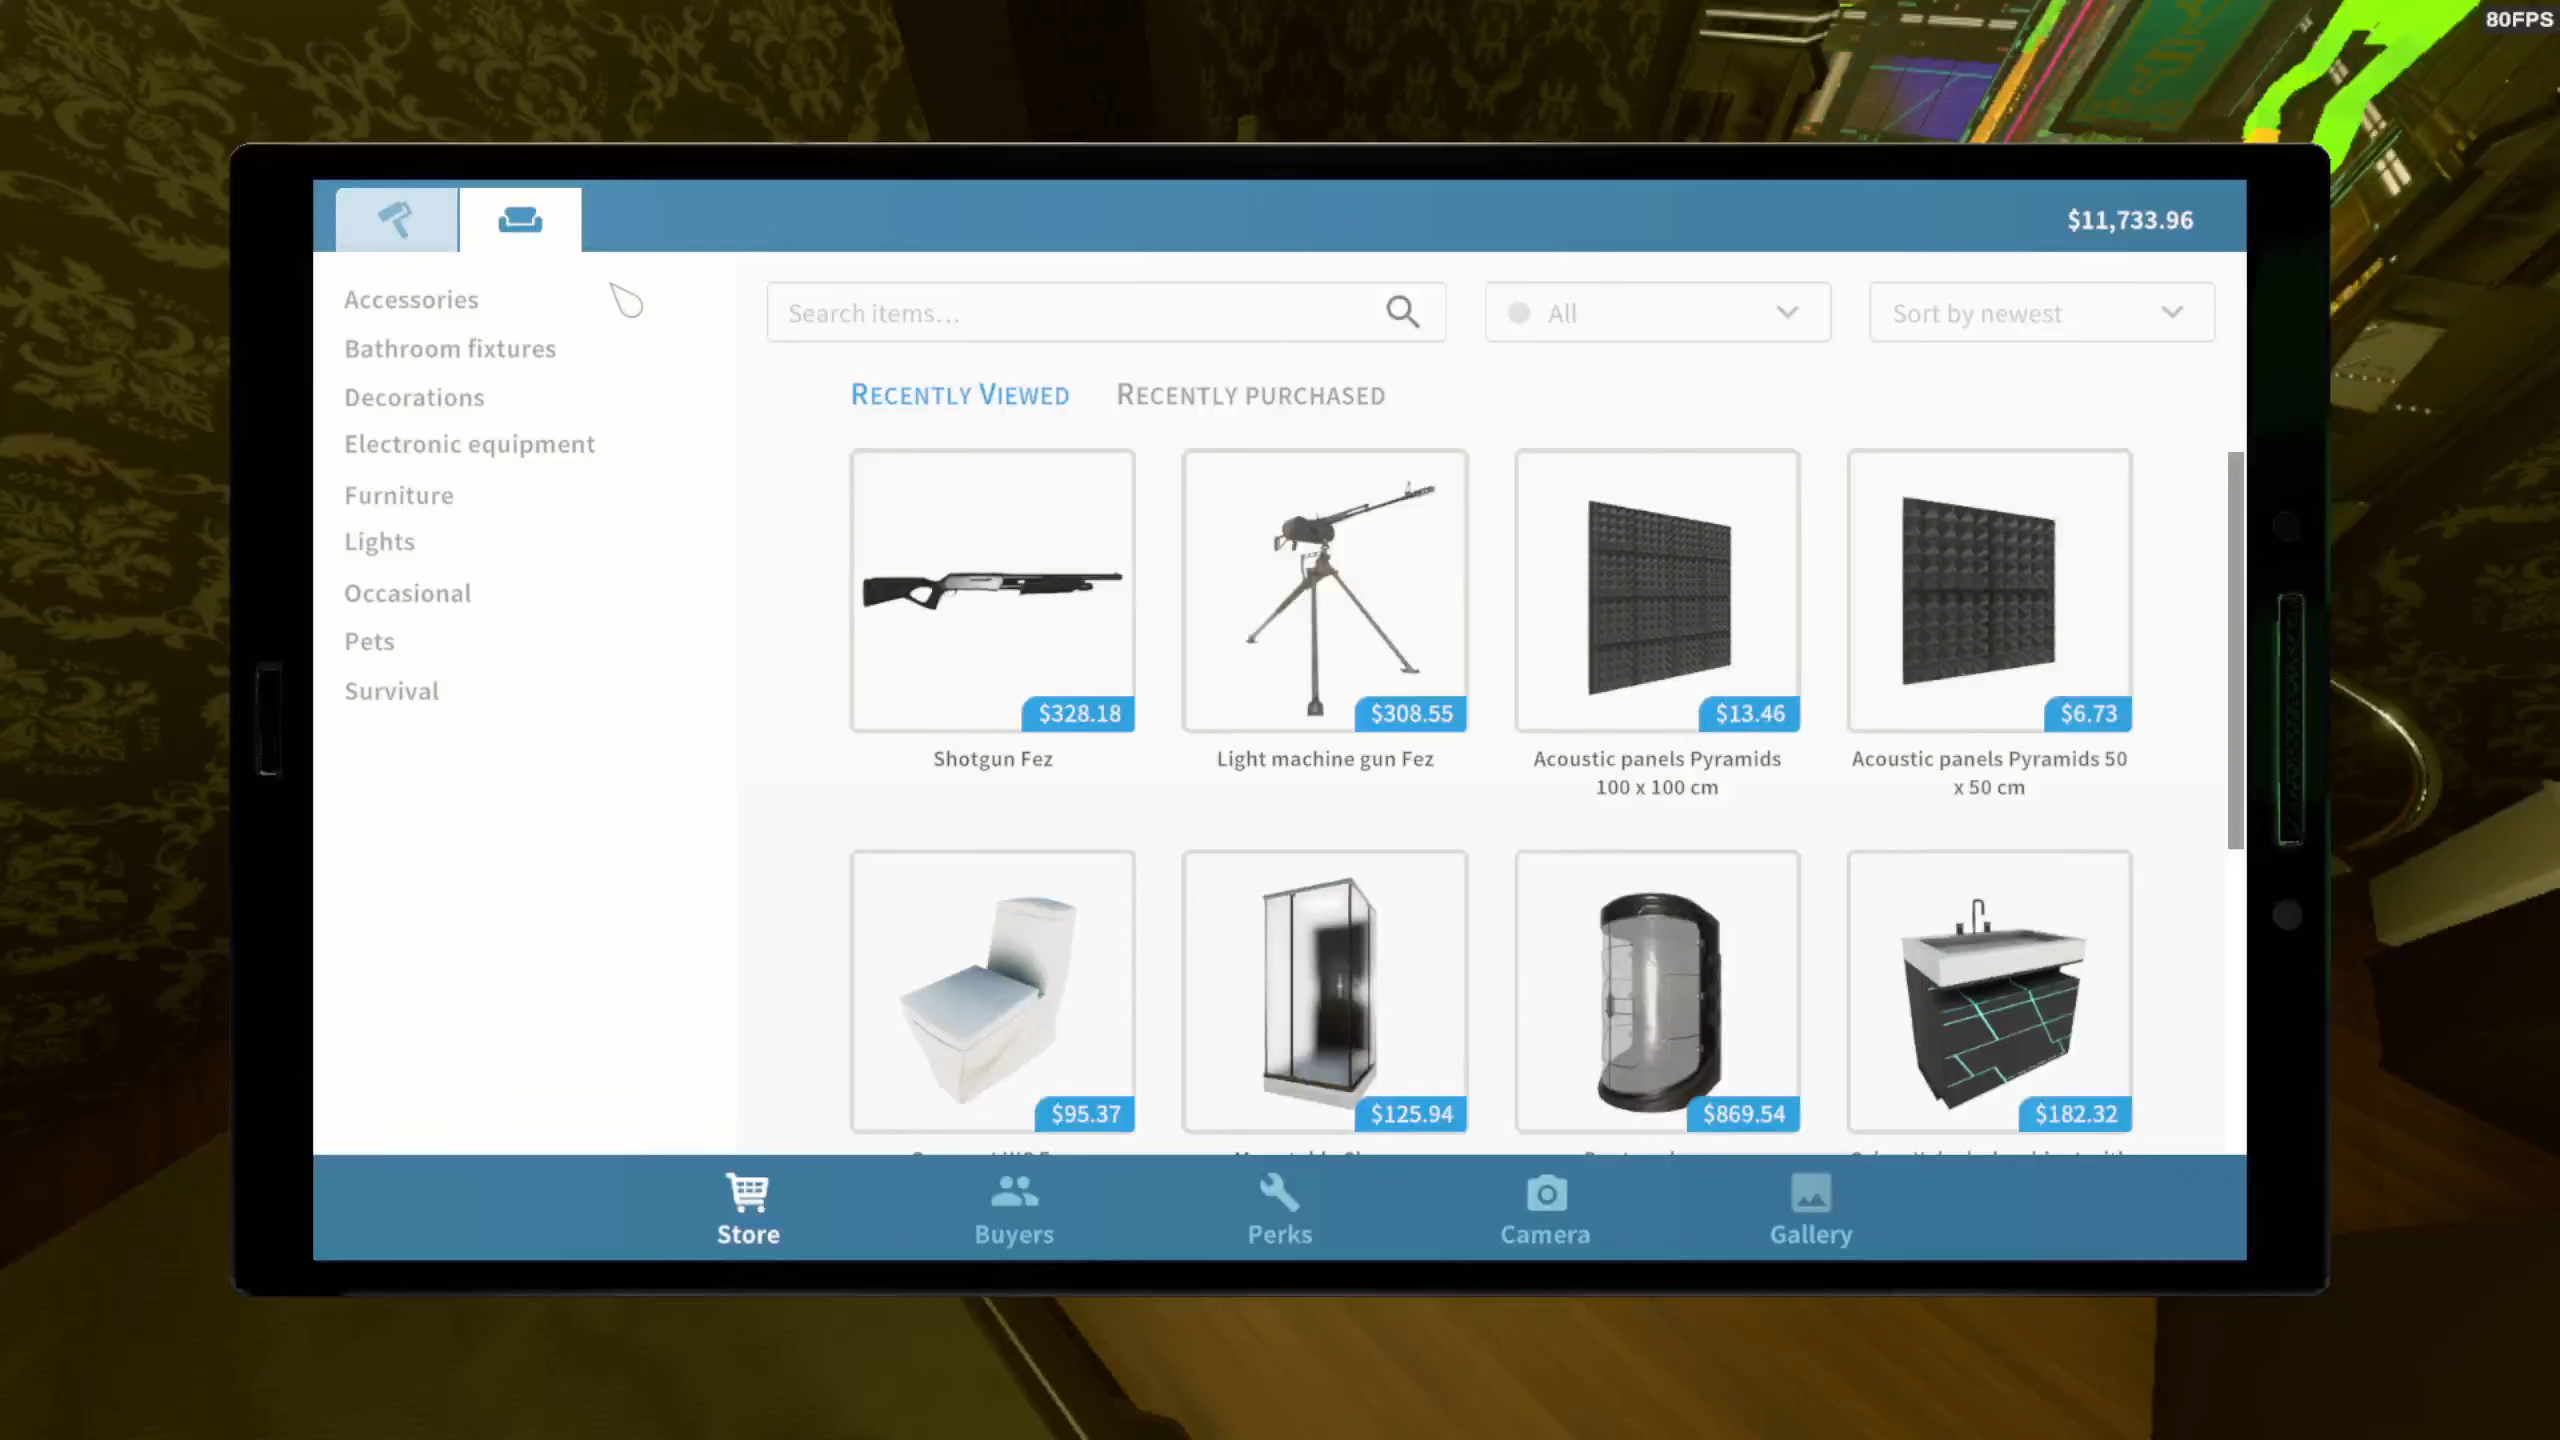 80FPS
$11,733.96
Accessories
Bathroom fixtures
Decorations
Electronic equipment
Furniture
Lights
Occasional
Pets
Survival
Search items...
All
Sort by newest
RECENTLY VIEWED
RECENTLY PURCHASED
$328.18
$308.55
$13.46
$6.73
Shotgun Fez
Light machine gun Fez
Acoustic panels Pyramids
100 x 100 cm
Acoustic panels Pyramids 50
x 50 cm
$95.37
$125.94
$869.54
$182.32
Store
Buyers
Perks
Camera
Gallery